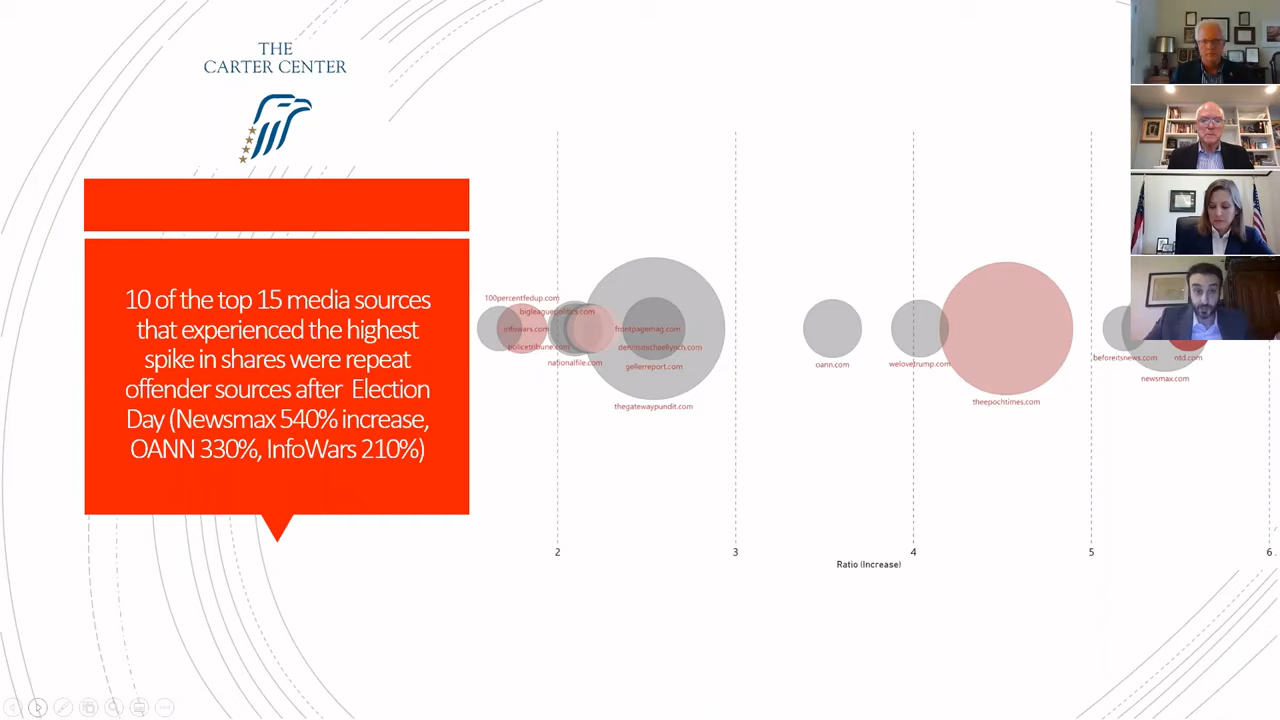 THE
CARTER CENTER
10 of the top 15 media sources
that experienced the highest
spike in shares were repeat
offender sources after Election
Day (Newsmax 540% increase,
OANN 330%, InfoWars 210%)
100percentfedup.com
bigleaguepolitics.com
infowars.com
policetribune.com
nationalfile.com
frontpagemag.com
dennismichaellynch.com
gellerreport.com
thegatewaypundit.com
oann.com
welovetrump.com
theepochtimes.com
beforeitsnews.com
ntd.com
newsmax.com
2
3
4
5
6
Ratio (Increase)